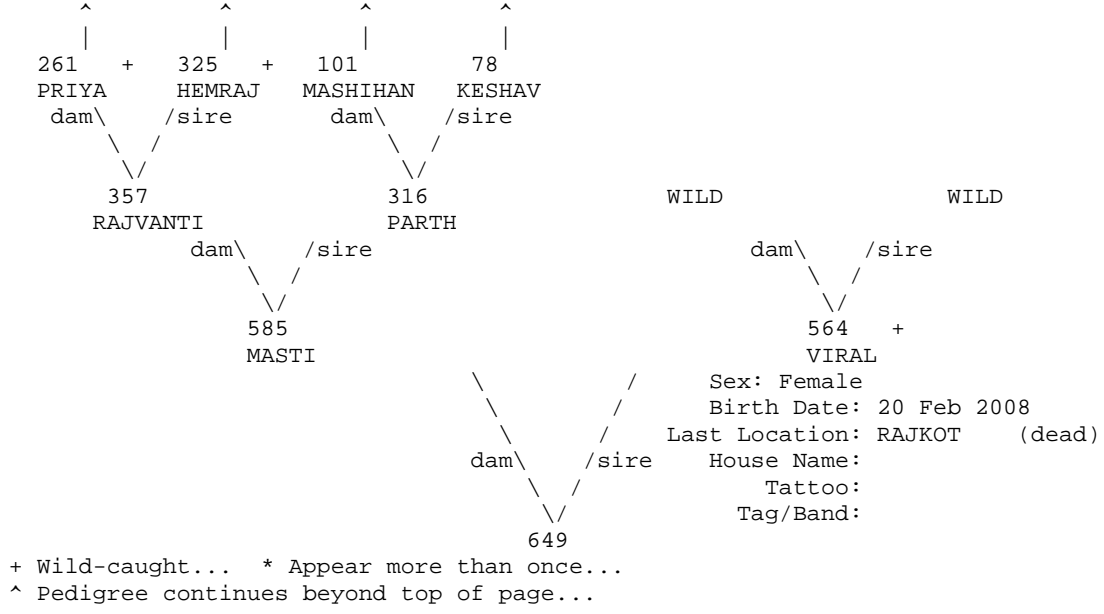 ^ ^ ^ ^
| | | |
261 + 325 + 101 78
PRIYA HEMRAJ MASHIHAN KESHAV
dam\ /sire dam\ /sire
\ / \ /
\/ \/
357 316 WILD WILD
RAJVANTI PARTH
dam\ /sire dam\ /sire
\ / \ /
\/ \/
585 564 +
MASTI VIRAL
\ / Sex: Female
\ / Birth Date: 20 Feb 2008
\ / Last Location: RAJKOT (dead)
dam\ /sire House Name:
\ / Tattoo:
\/ Tag/Band:
649
+ Wild-caught... * Appear more than once...
^ Pedigree continues beyond top of page...